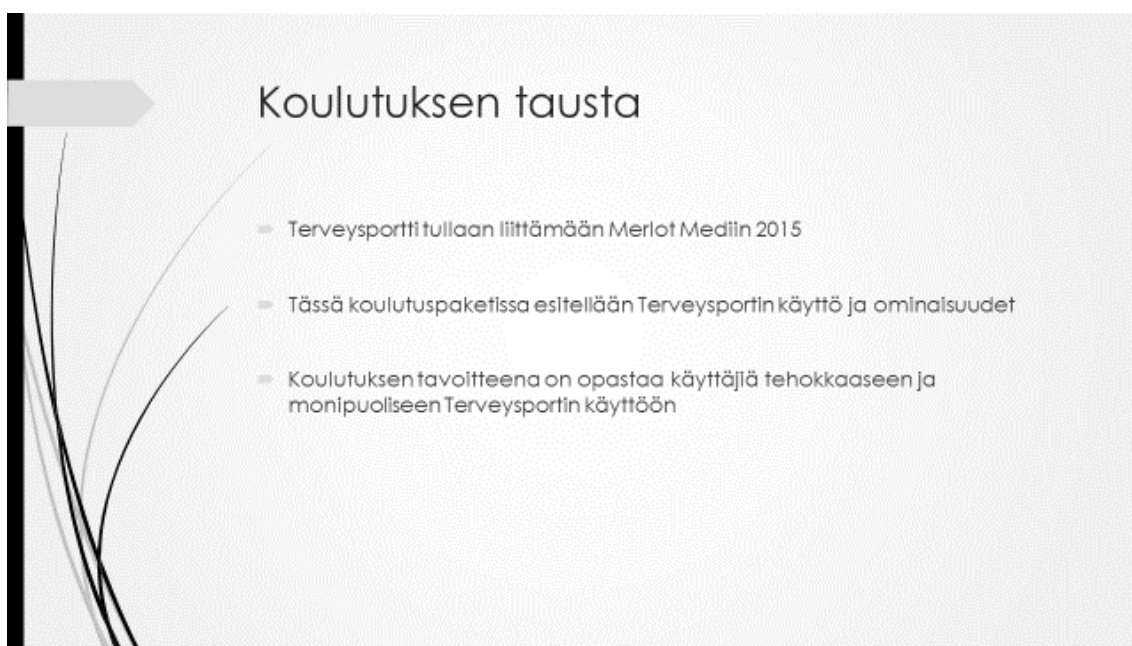 Koulutuksen tausta
Terveysportti tullaan liittämään Merlot Mediin 2015
Tässä koulutuspaketissa esitellään Terveysportin käyttö ja ominaisuudet
Koulutuksen tavoitteena on opastaa käyttäjiä tehokkaaseen ja
monipuoliseen Terveysportin käyttöön